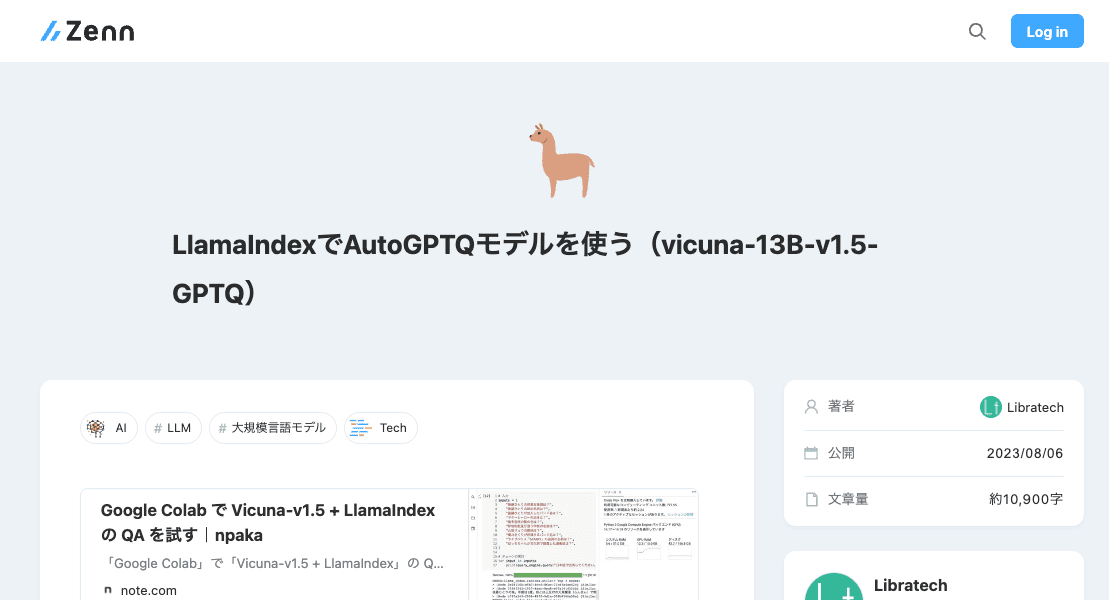 Zenn
Log in
LlamaIndexでAutoGPTQモデルを使う（vicuna-13B-v1.5-
GPTQ）
AI
# LLM
# 大規模言語モデル
Tech
Google Colab で Vicuna-v1.5 + LlamaIndex
の QA を試す｜npaka
「Google Colab」で「Vicuna-v1.5 + LlamaIndex」の Q...
note.com
著者
Libratech
公開
2023/08/06
文章量
約10,900字
Libratech